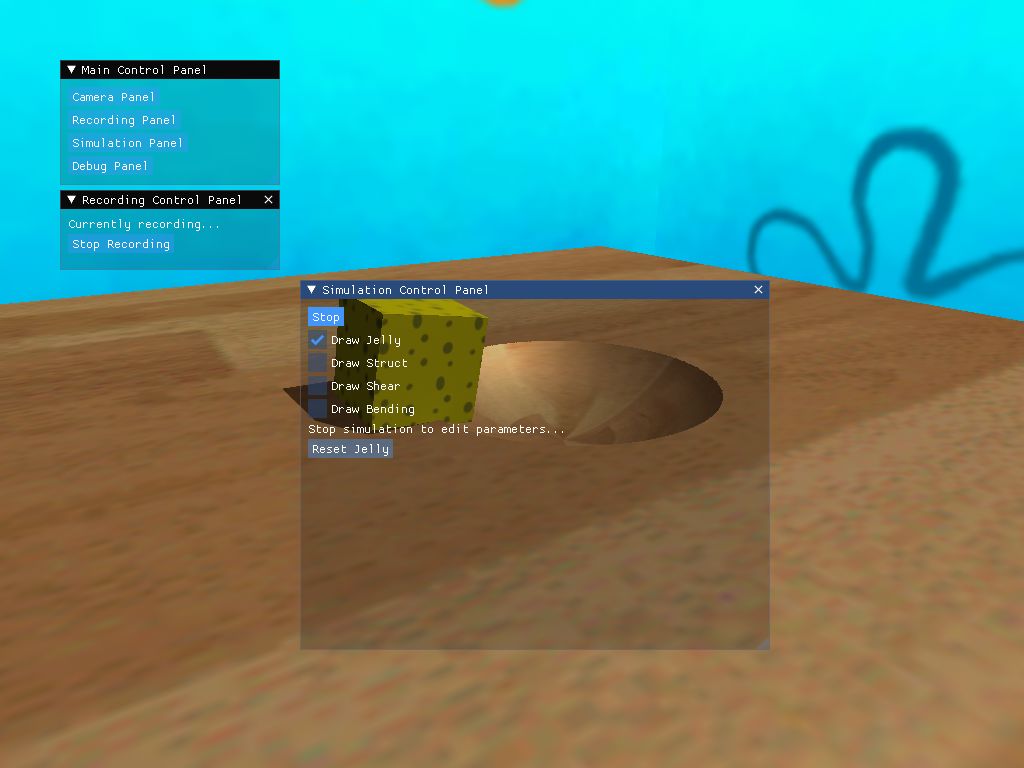 Main Control Panel
Camera Panel
Recording Panel
Simulation Panel
Debug Panel
Recording Control Panel
Currently recording...
Stop Recording
Simulation Control Panel
Stop
Draw Jelly
Draw Struct
Draw Shear
Draw Bending
Stop simulation to edit parameters...
Reset Jelly